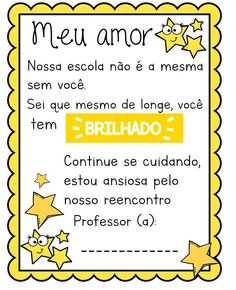 Meu amor
Nossa escola não é a mesma
sem você.
Sei que mesmo de longe, você
tem BRILHADO
Continue se cuidando,
estou ansiosa pelo
nosso reencontro
Professor (a):
____________